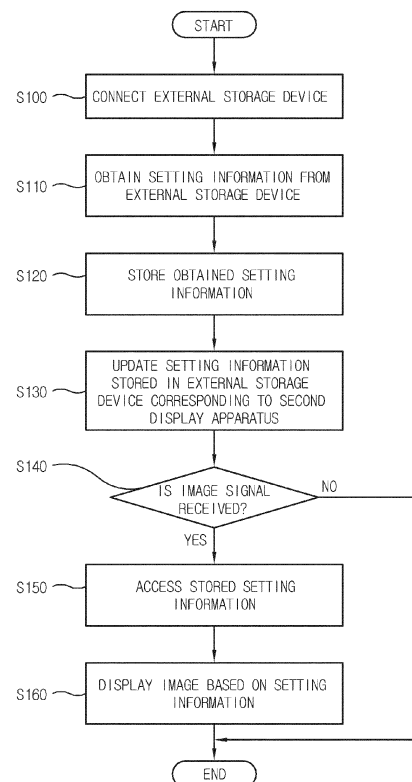 START
S100
CONNECT EXTERNAL STORAGE DEVICE
S110
OBTAIN SETTING INFORMATION FROM
EXTERNAL STORAGE DEVICE
S120
STORE OBTAINED SETTING
INFORMATION
S130
UPDATE SETTING INFORMATION
STORED IN EXTERNAL STORAGE
DEVICE CORRESPONDING TO SECOND
DISPLAY APPARATUS
S140
IS IMAGE SIGNAL
RECEIVED?
NO
YES
S150
ACCESS STORED SETTING
INFORMATION
S160
DISPLAY IMAGE BASED ON SETTING
INFORMATION
END